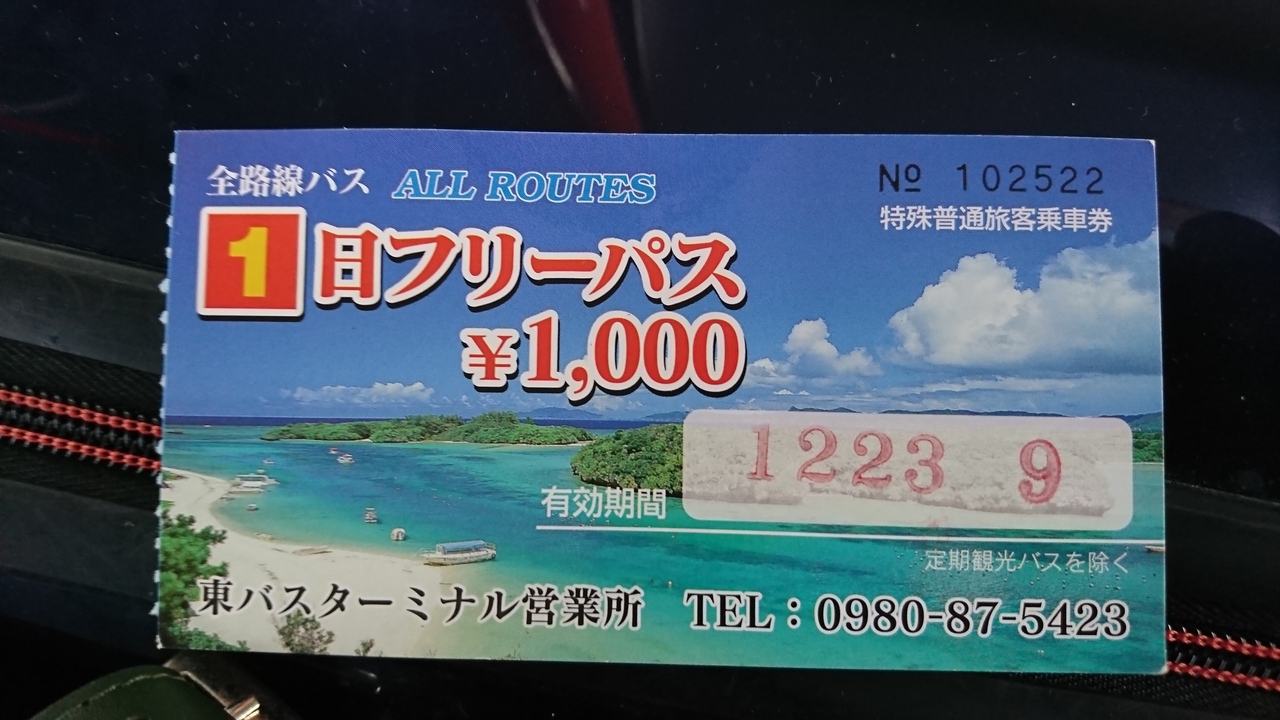 全路線バス ALL ROUTES
№ 102522
特殊普通旅客乗車券
1日フリーパス
¥1,000
有効期間 1223 9
定期観光バスを除く
東バスターミナル営業所 TEL：0980-87-5423